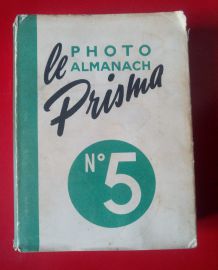 le PHOTO
ALMANACH
Prisma
N° 5